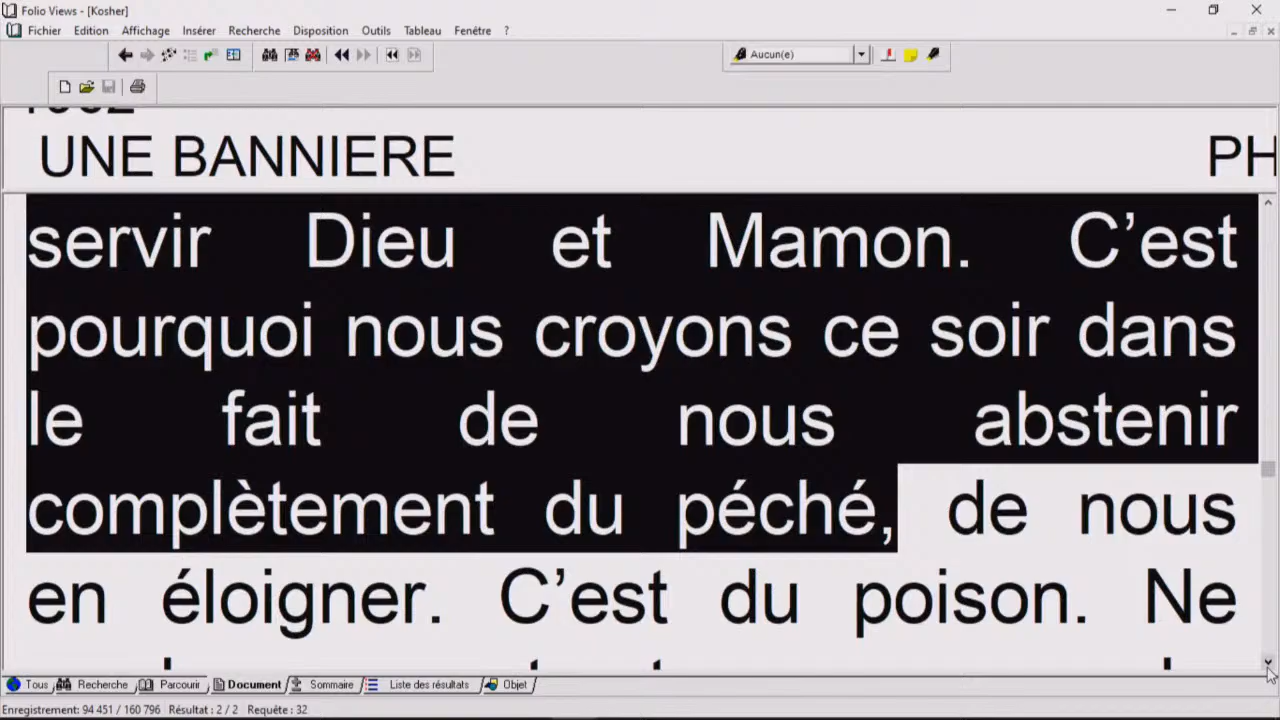 Folio Views - [Kosher]
Fichier Edition Affichage Insérer Recherche Disposition Outils Tableau Fenêtre ?
Aucun(e)
UNE BANNIERE PH
servir Dieu et Mamon. C’est
pourquoi nous croyons ce soir dans
le fait de nous abstenir
complètement du péché, de nous
en éloigner. C’est du poison. Ne
Tous Recherche Parcourir Document Sommaire Liste des résultats Objet
Enregistrement: 94 451 / 160 796 Résultat : 2 / 2 Requête : 32